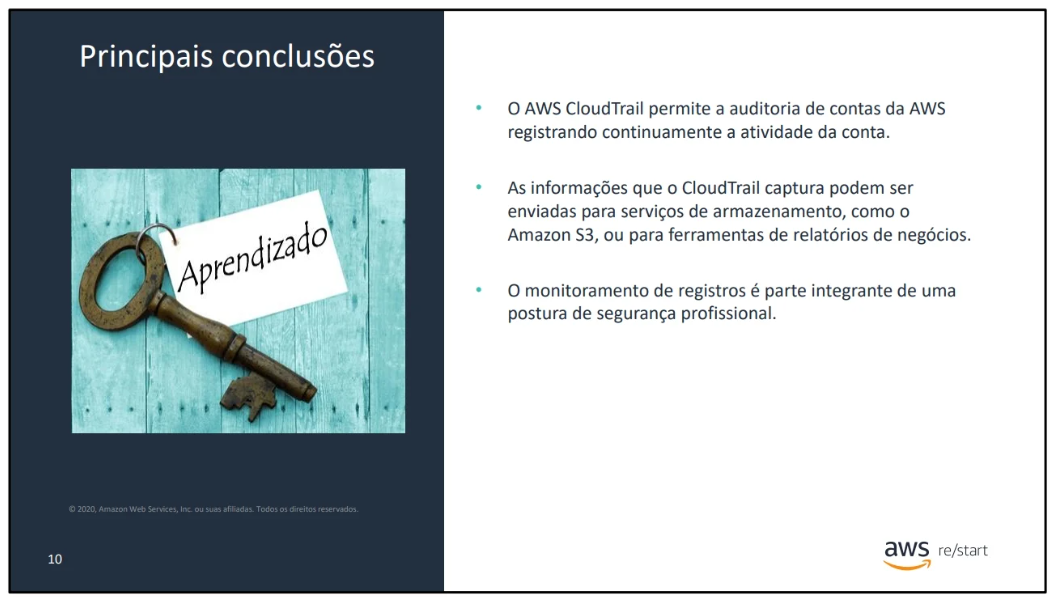 Principais conclusões
Aprendizado
© 2020, Amazon Web Services, Inc. ou suas afiliadas. Todos os direitos reservados.
10
• O AWS CloudTrail permite a auditoria de contas da AWS
registrando continuamente a atividade da conta.
• As informações que o CloudTrail captura podem ser
enviadas para serviços de armazenamento, como o
Amazon S3, ou para ferramentas de relatórios de negócios.
• O monitoramento de registros é parte integrante de uma
postura de segurança profissional.
aws re/start